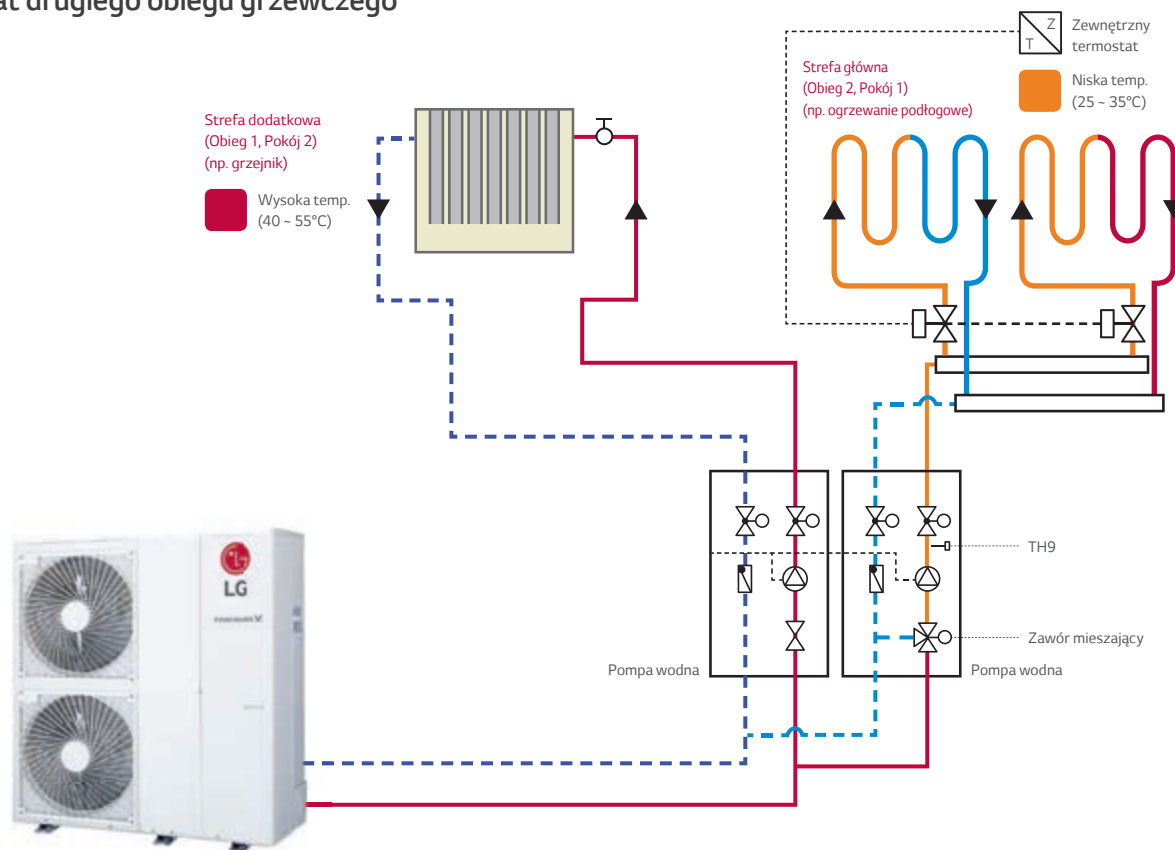 drugiego obiegu grzewczego
Z
T
Zewnętrzny
termostat
Strefa główna
(Obieg 2, Pokój 1)
(np. ogrzewanie podłogowe)
Niska temp.
(25 ~ 35°C)
Strefa dodatkowa
(Obieg 1, Pokój 2)
(np. grzejnik)
Wysoka temp.
(40 ~ 55°C)
LG
LG
TH9
Zawór mieszający
Pompa wodna
Pompa wodna